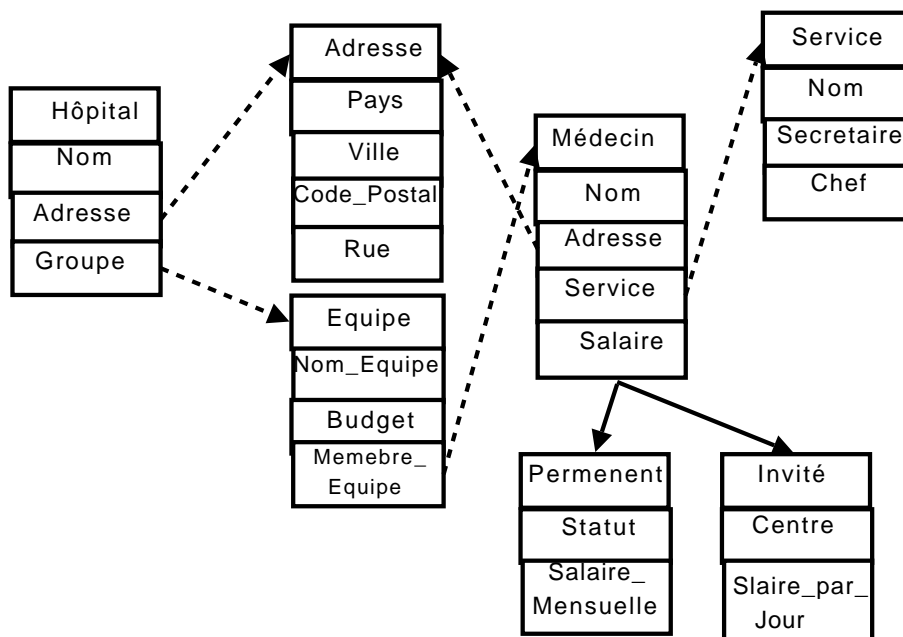 Hôpital
Nom
Adresse
Groupe
Adresse
Pays
Ville
Code_Postal
Rue
Equipe
Nom_Equipe
Budget
Memebre_
Equipe
Médecin
Nom
Adresse
Service
Salaire
Service
Nom
Secretaire
Chef
Permenent
Statut
Salaire_
Mensuelle
Invité
Centre
Slaire_par_
Jour